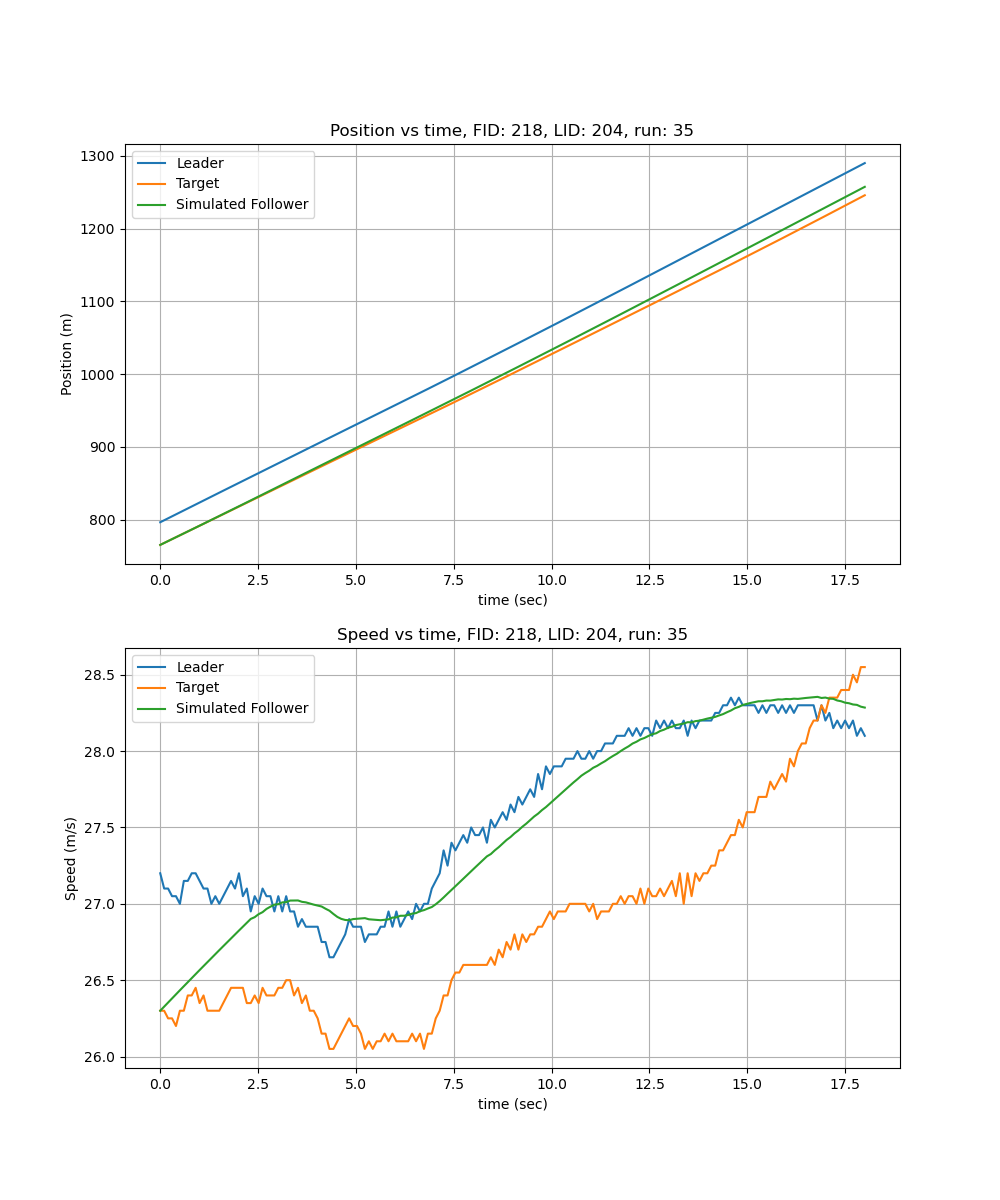 Position vs time, FID: 218, LID: 204, run: 35
Leader
Target
Simulated Follower
1300
1200
1100
1000
900
800
Position (m)
0.0 2.5 5.0 7.5 10.0 12.5 15.0 17.5
time (sec)
Speed vs time, FID: 218, LID: 204, run: 35
Leader
Target
Simulated Follower
28.5
28.0
27.5
27.0
26.5
26.0
Speed (m/s)
0.0 2.5 5.0 7.5 10.0 12.5 15.0 17.5
time (sec)